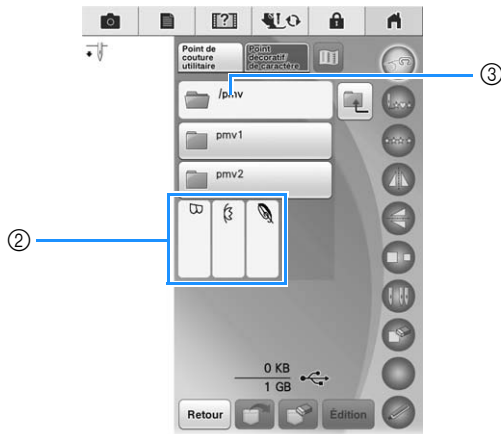 Point de
couture
utilitaire
Point
décoratif
de caractère
/pmv
③
pmv1
pmv2
②
0 KB
1 GB
Retour
Édition